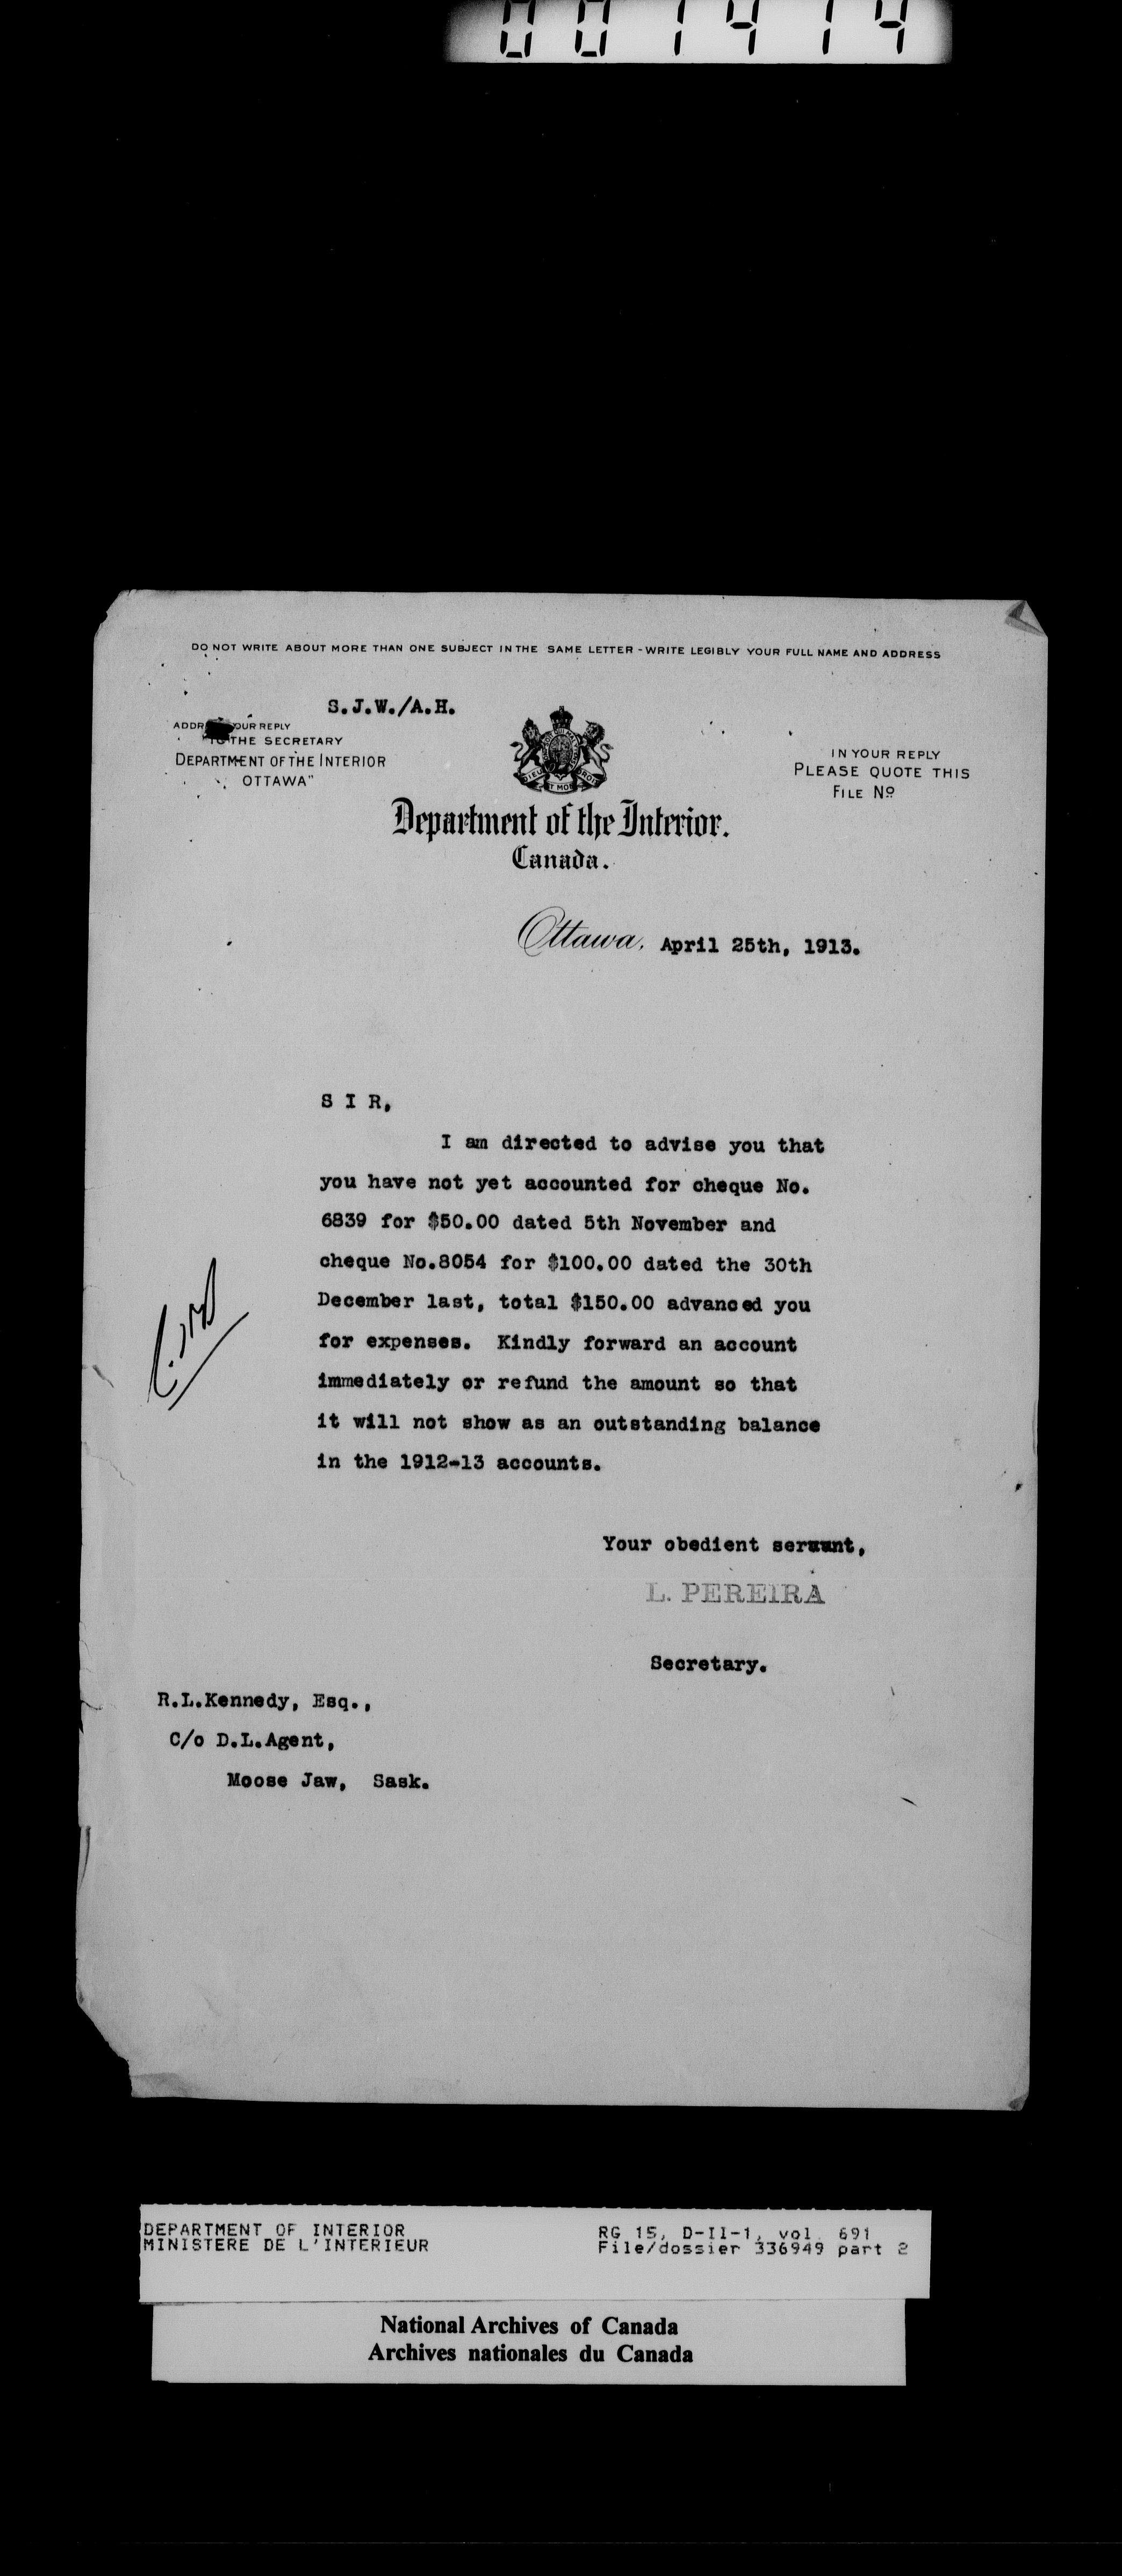 001414
DO NOT WRITE ABOUT MORE THAN ONE SUBJECT IN THE SAME LETTER - WRITE LEGIBLY YOUR FULL NAME AND ADDRESS
S.J.W./A.H.
OUR REPLY
TO THE SECRETARY
DEPARTMENT OF THE INTERIOR
OTTAWA"
IN YOUR REPLY
PLEASE QUOTE THIS
FILE No
DIEU ET MON DROIT
Department of the Interior.
Canada.
Ottawa, April 25th, 1913.
S I R,
I am directed to advise you that
you have not yet accounted for cheque No.
6839 for $50.00 dated 5th November and
cheque No.8054 for $100.00 dated the 30th
December last, total $150.00 advanced you
for expenses. Kindly forward an account
immediately or refund the amount so that
it will not show as an outstanding balance
in the 1912-13 accounts.
Your obedient servant,
L. PEREIRA
Secretary.
R.L.Kennedy, Esq.,
C/o D.L.Agent,
Moose Jaw, Sask.
DEPARTMENT OF INTERIOR
MINISTERE DE L'INTERIEUR
RG 15, D-II-1, vol. 691
File/dossier 336949 part 2
National Archives of Canada
Archives nationales du Canada